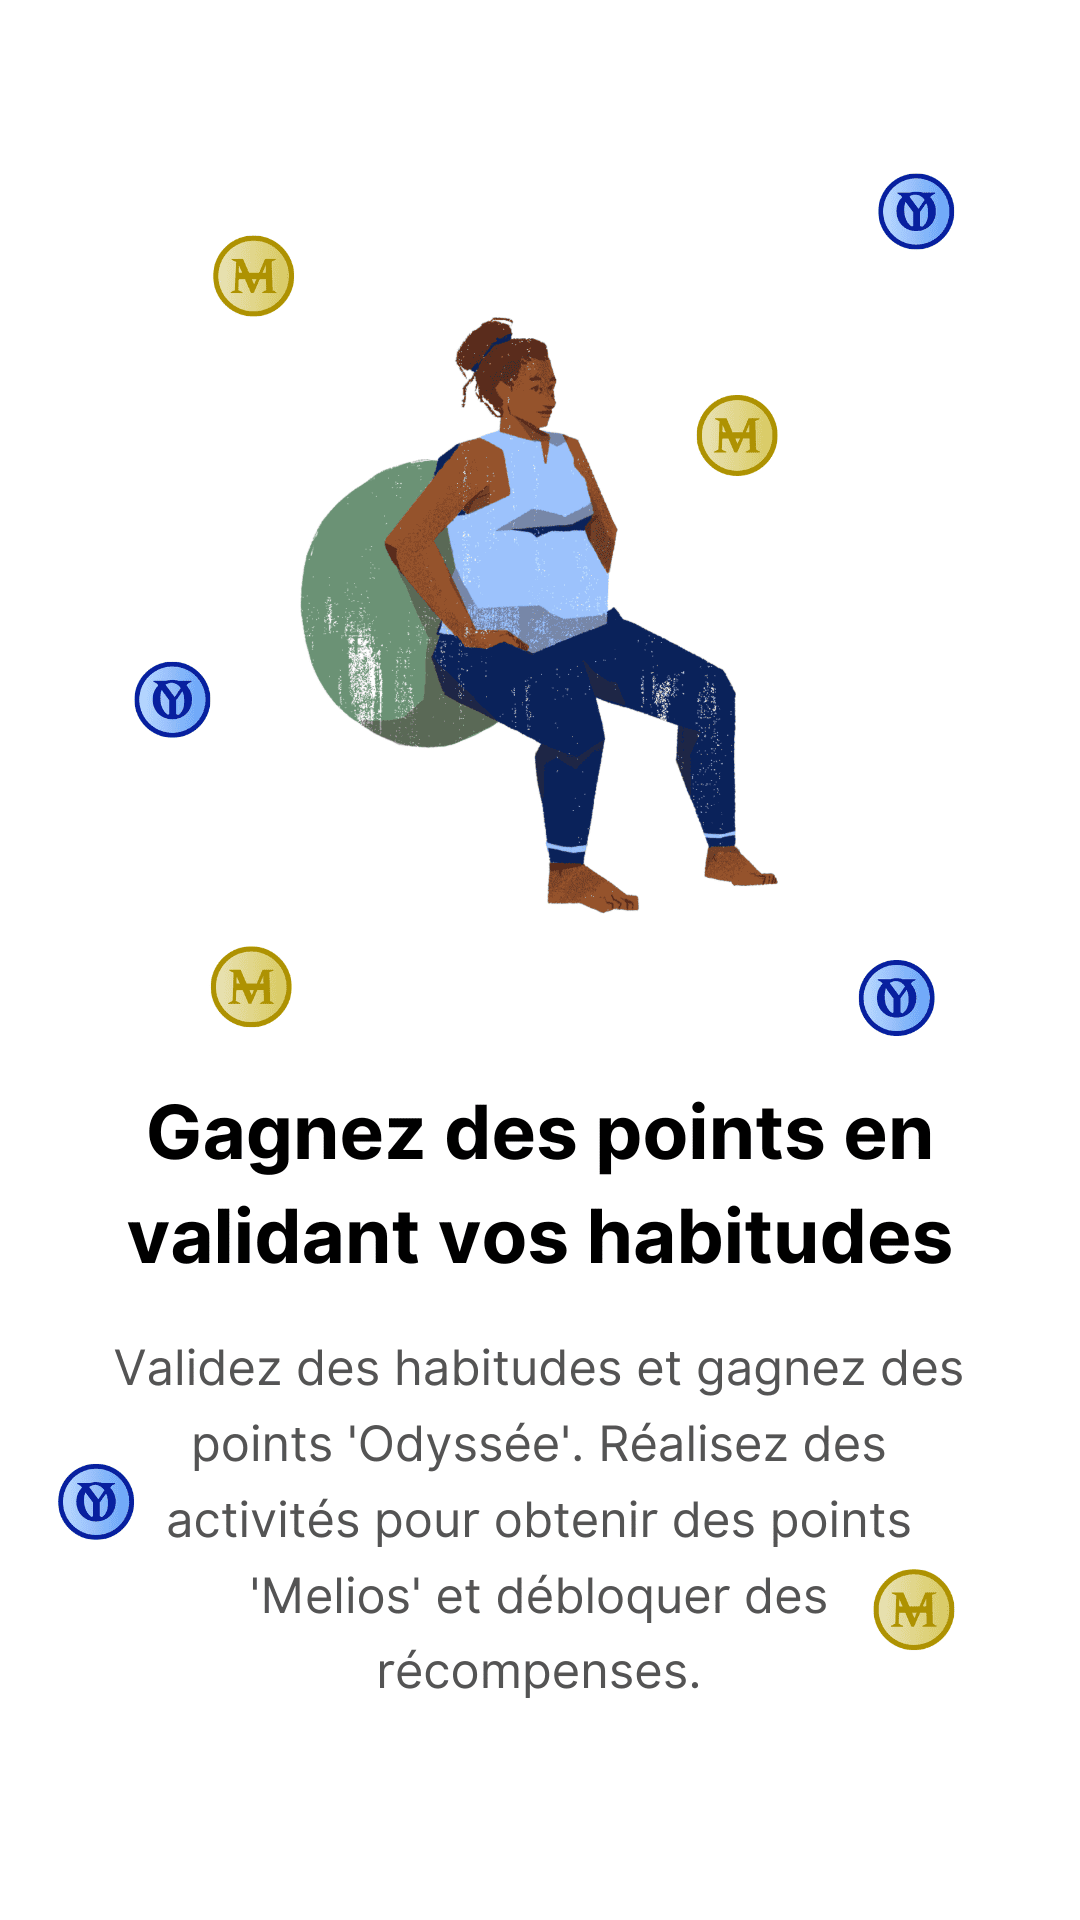 Gagnez des points en
validant vos habitudes
Validez des habitudes et gagnez des
points 'Odyssée'. Réalisez des
activités pour obtenir des points
'Melios' et débloquer des
récompenses.